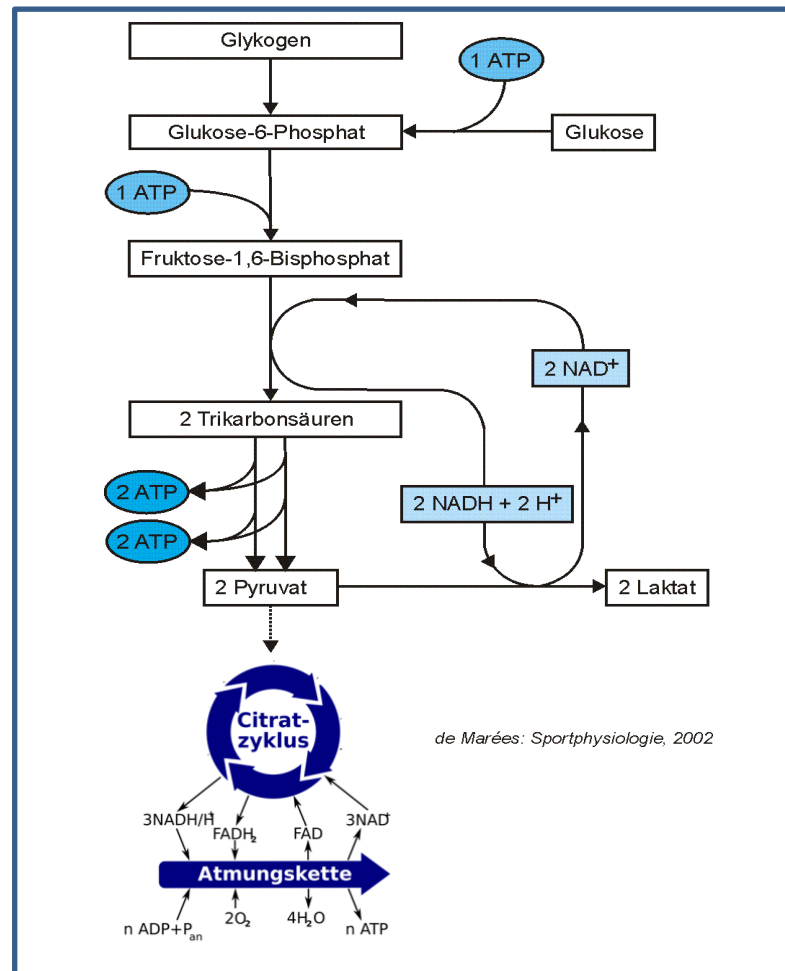 Glykogen
1 ATP
Glukose-6-Phosphat
Glukose
1 ATP
Fruktose-1,6-Bisphosphat
2 NAD⁺
2 Trikarbonsäuren
2 ATP
2 NADH + 2 H⁺
2 ATP
2 Pyruvat
2 Laktat
Citrat-
zyklus
de Marées: Sportphysiologie, 2002
3NADH/H⁺
FADH₂
FAD
3NAD⁺
Atmungskette
n ADP+Pₐₙ
2O₂
4H₂O
n ATP